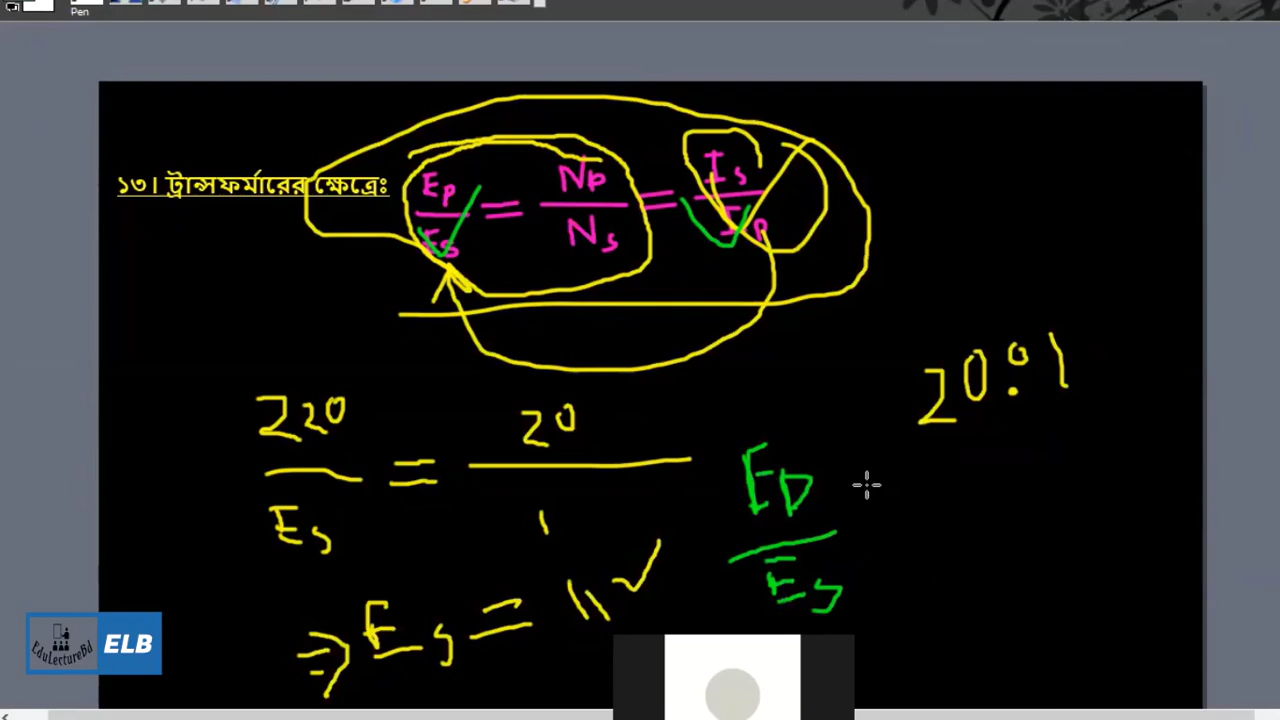 Pen
১৩। ট্রান্সফর্মারের ক্ষেত্রেঃ
Ep/Es = Np/Ns = Is/Ip
20:1
220/Es = 20/1
Ep/Es
⇒ Es = 11 ✓
EduLectureBd
ELB